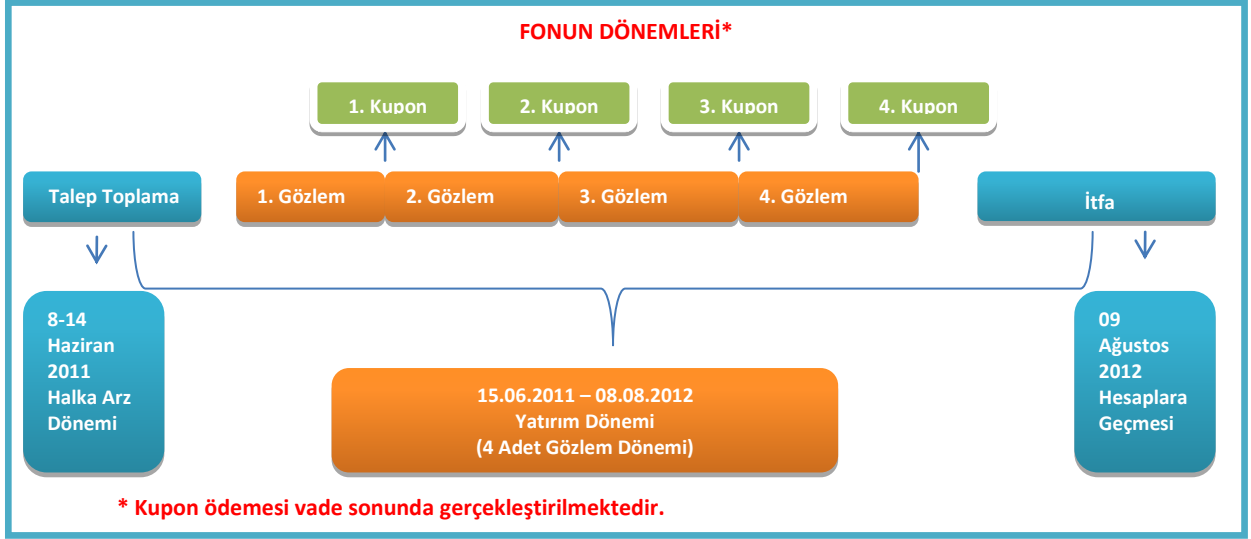 FONUN DÖNEMLERİ*
1. Kupon
2. Kupon
3. Kupon
4. Kupon
Talep Toplama
1. Gözlem
2. Gözlem
3. Gözlem
4. Gözlem
İtfa
8-14
Haziran
2011
Halka Arz
Dönemi
15.06.2011 – 08.08.2012
Yatırım Dönemi
(4 Adet Gözlem Dönemi)
09
Ağustos
2012
Hesaplara
Geçmesi
* Kupon ödemesi vade sonunda gerçekleştirilmektedir.